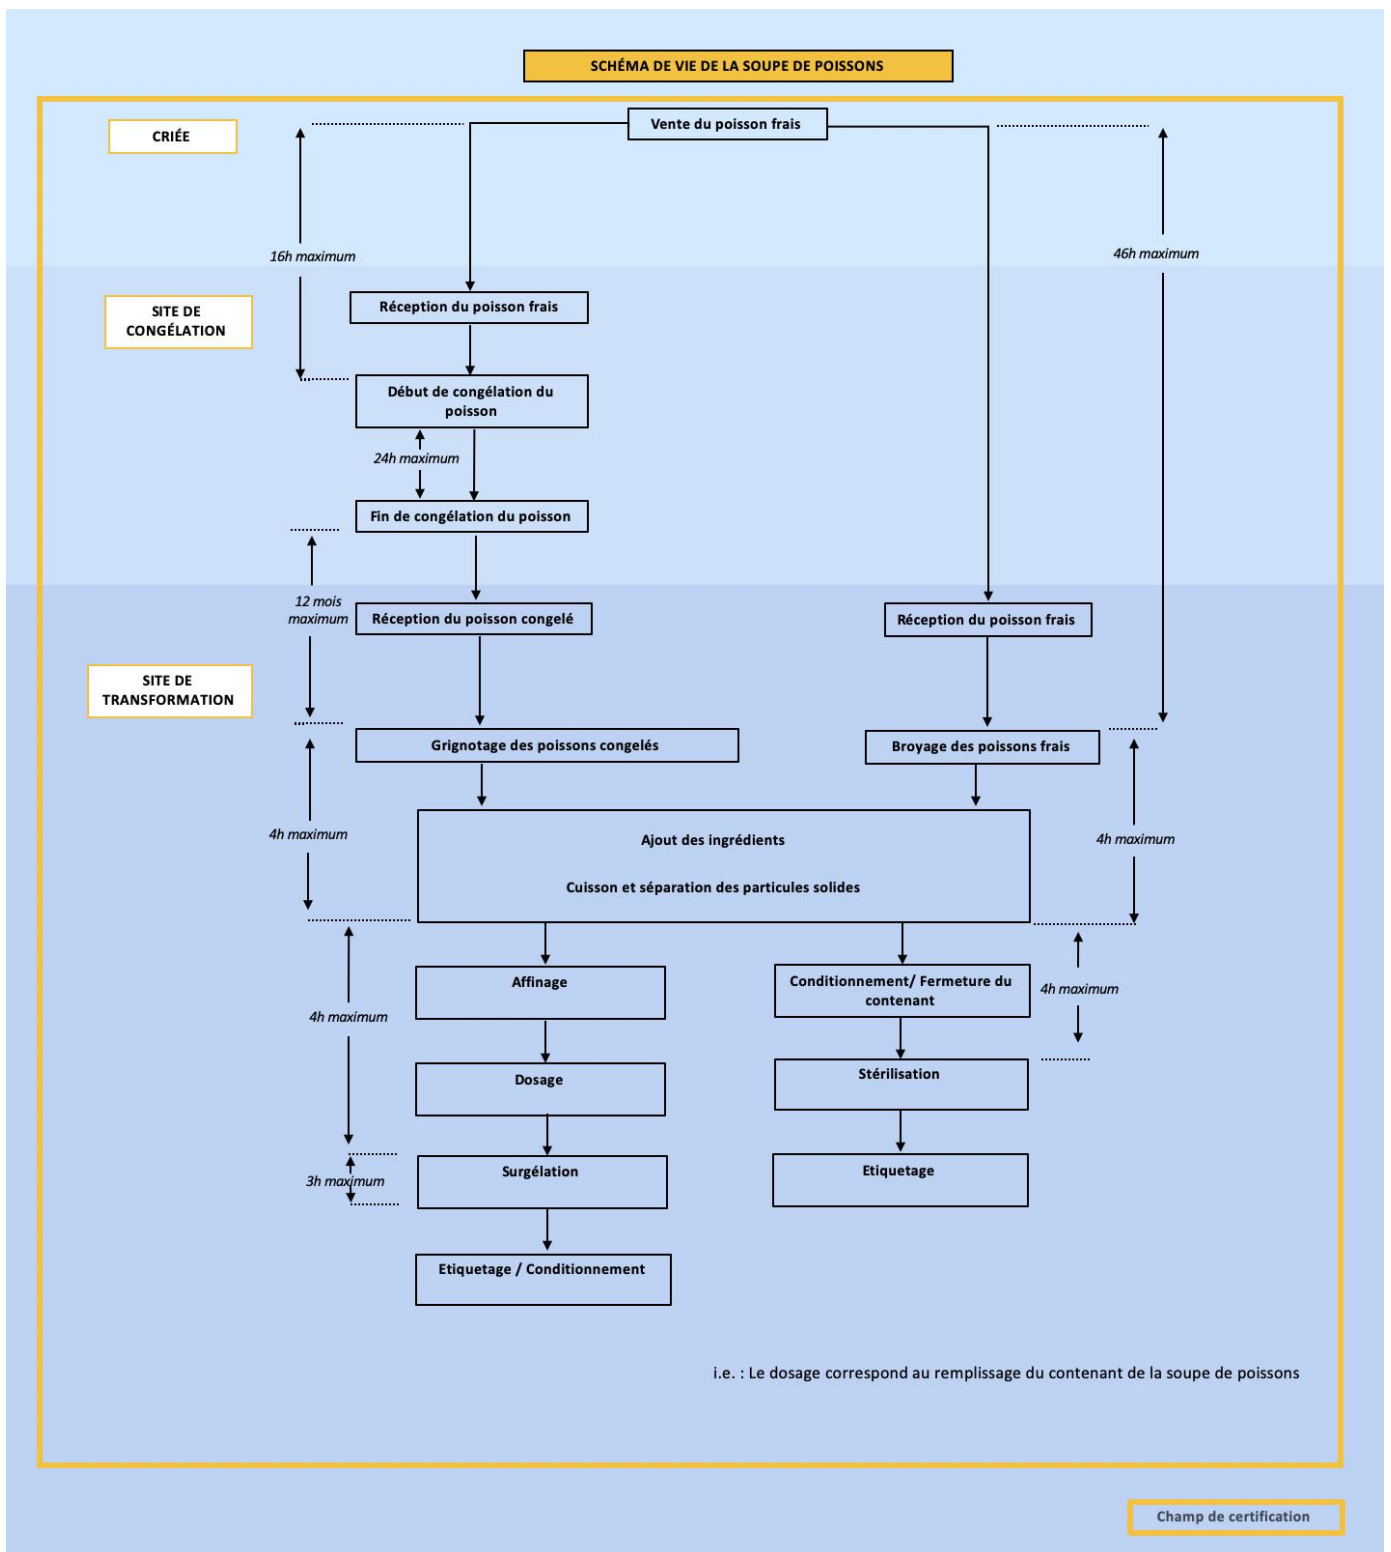 SCHÉMA DE VIE DE LA SOUPE DE POISSONS
CRIÉE
Vente du poisson frais
16h maximum
46h maximum
SITE DE
CONGÉLATION
Réception du poisson frais
Début de congélation du
poisson
24h maximum
Fin de congélation du poisson
12 mois
maximum
Réception du poisson congelé
Réception du poisson frais
SITE DE
TRANSFORMATION
Grignotage des poissons congelés
Broyage des poissons frais
4h maximum
Ajout des ingrédients
4h maximum
Cuisson et séparation des particules solides
Affinage
Conditionnement/ Fermeture du
contenant
4h maximum
4h maximum
Dosage
Stérilisation
Surgélation
3h maximum
Etiquetage
Etiquetage / Conditionnement
i.e. : Le dosage correspond au remplissage du contenant de la soupe de poissons
Champ de certification